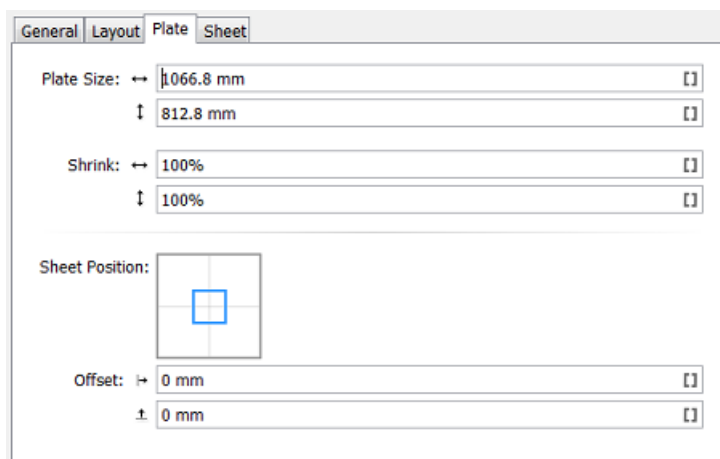 General Layout Plate Sheet
Plate Size: ↔ 1066.8 mm []
↕ 812.8 mm []
Shrink: ↔ 100% []
↕ 100% []
Sheet Position:
Offset: 0 mm []
0 mm []